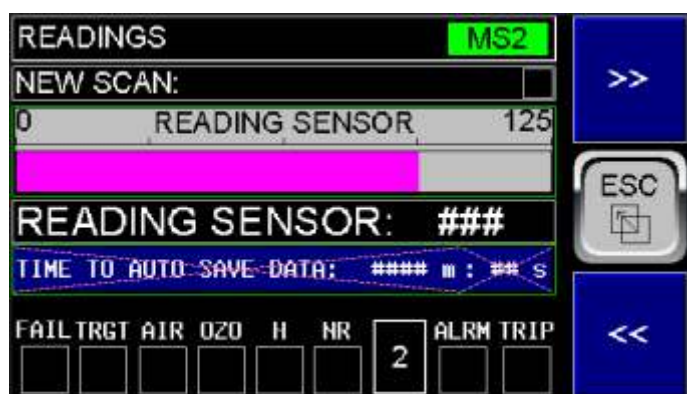 READINGS MS2
NEW SCAN:
>>
0 READING SENSOR 125
ESC
READING SENSOR: ###
TIME TO AUTO SAVE DATA: #### m : ## s
FAIL TRGT AIR OZO H NR 2 ALRM TRIP
<<